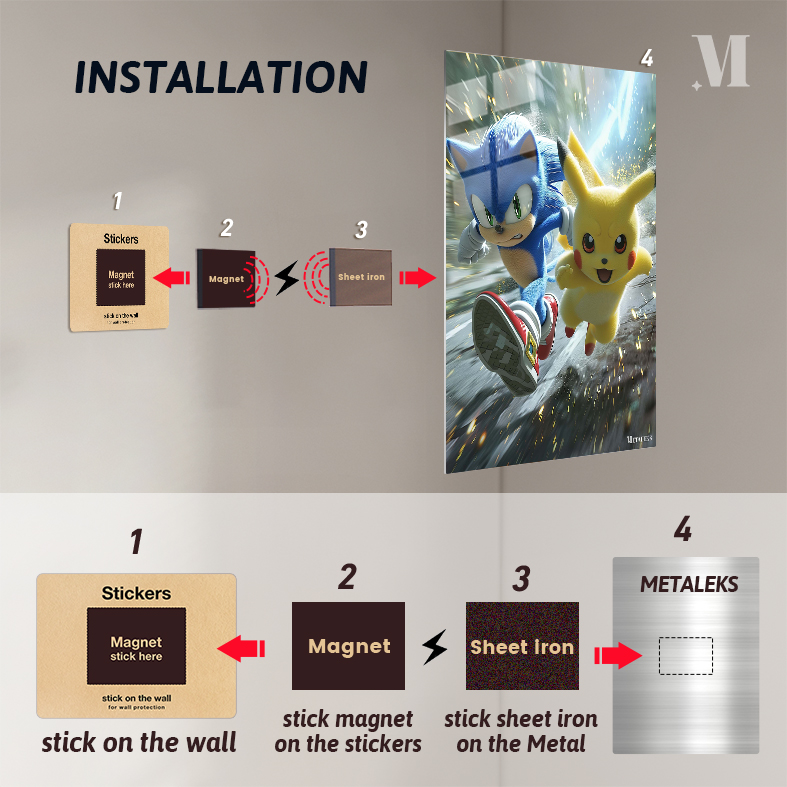 INSTALLATION
M
4
1
2
3
Stickers
Magnet
stick here
stick on the wall
for wall protection
Magnet
Sheet iron
METALEKS
1
2
3
4
Stickers
Magnet
stick here
stick on the wall
for wall protection
Magnet
Sheet iron
METALEKS
stick on the wall
stick magnet
on the stickers
stick sheet iron
on the Metal